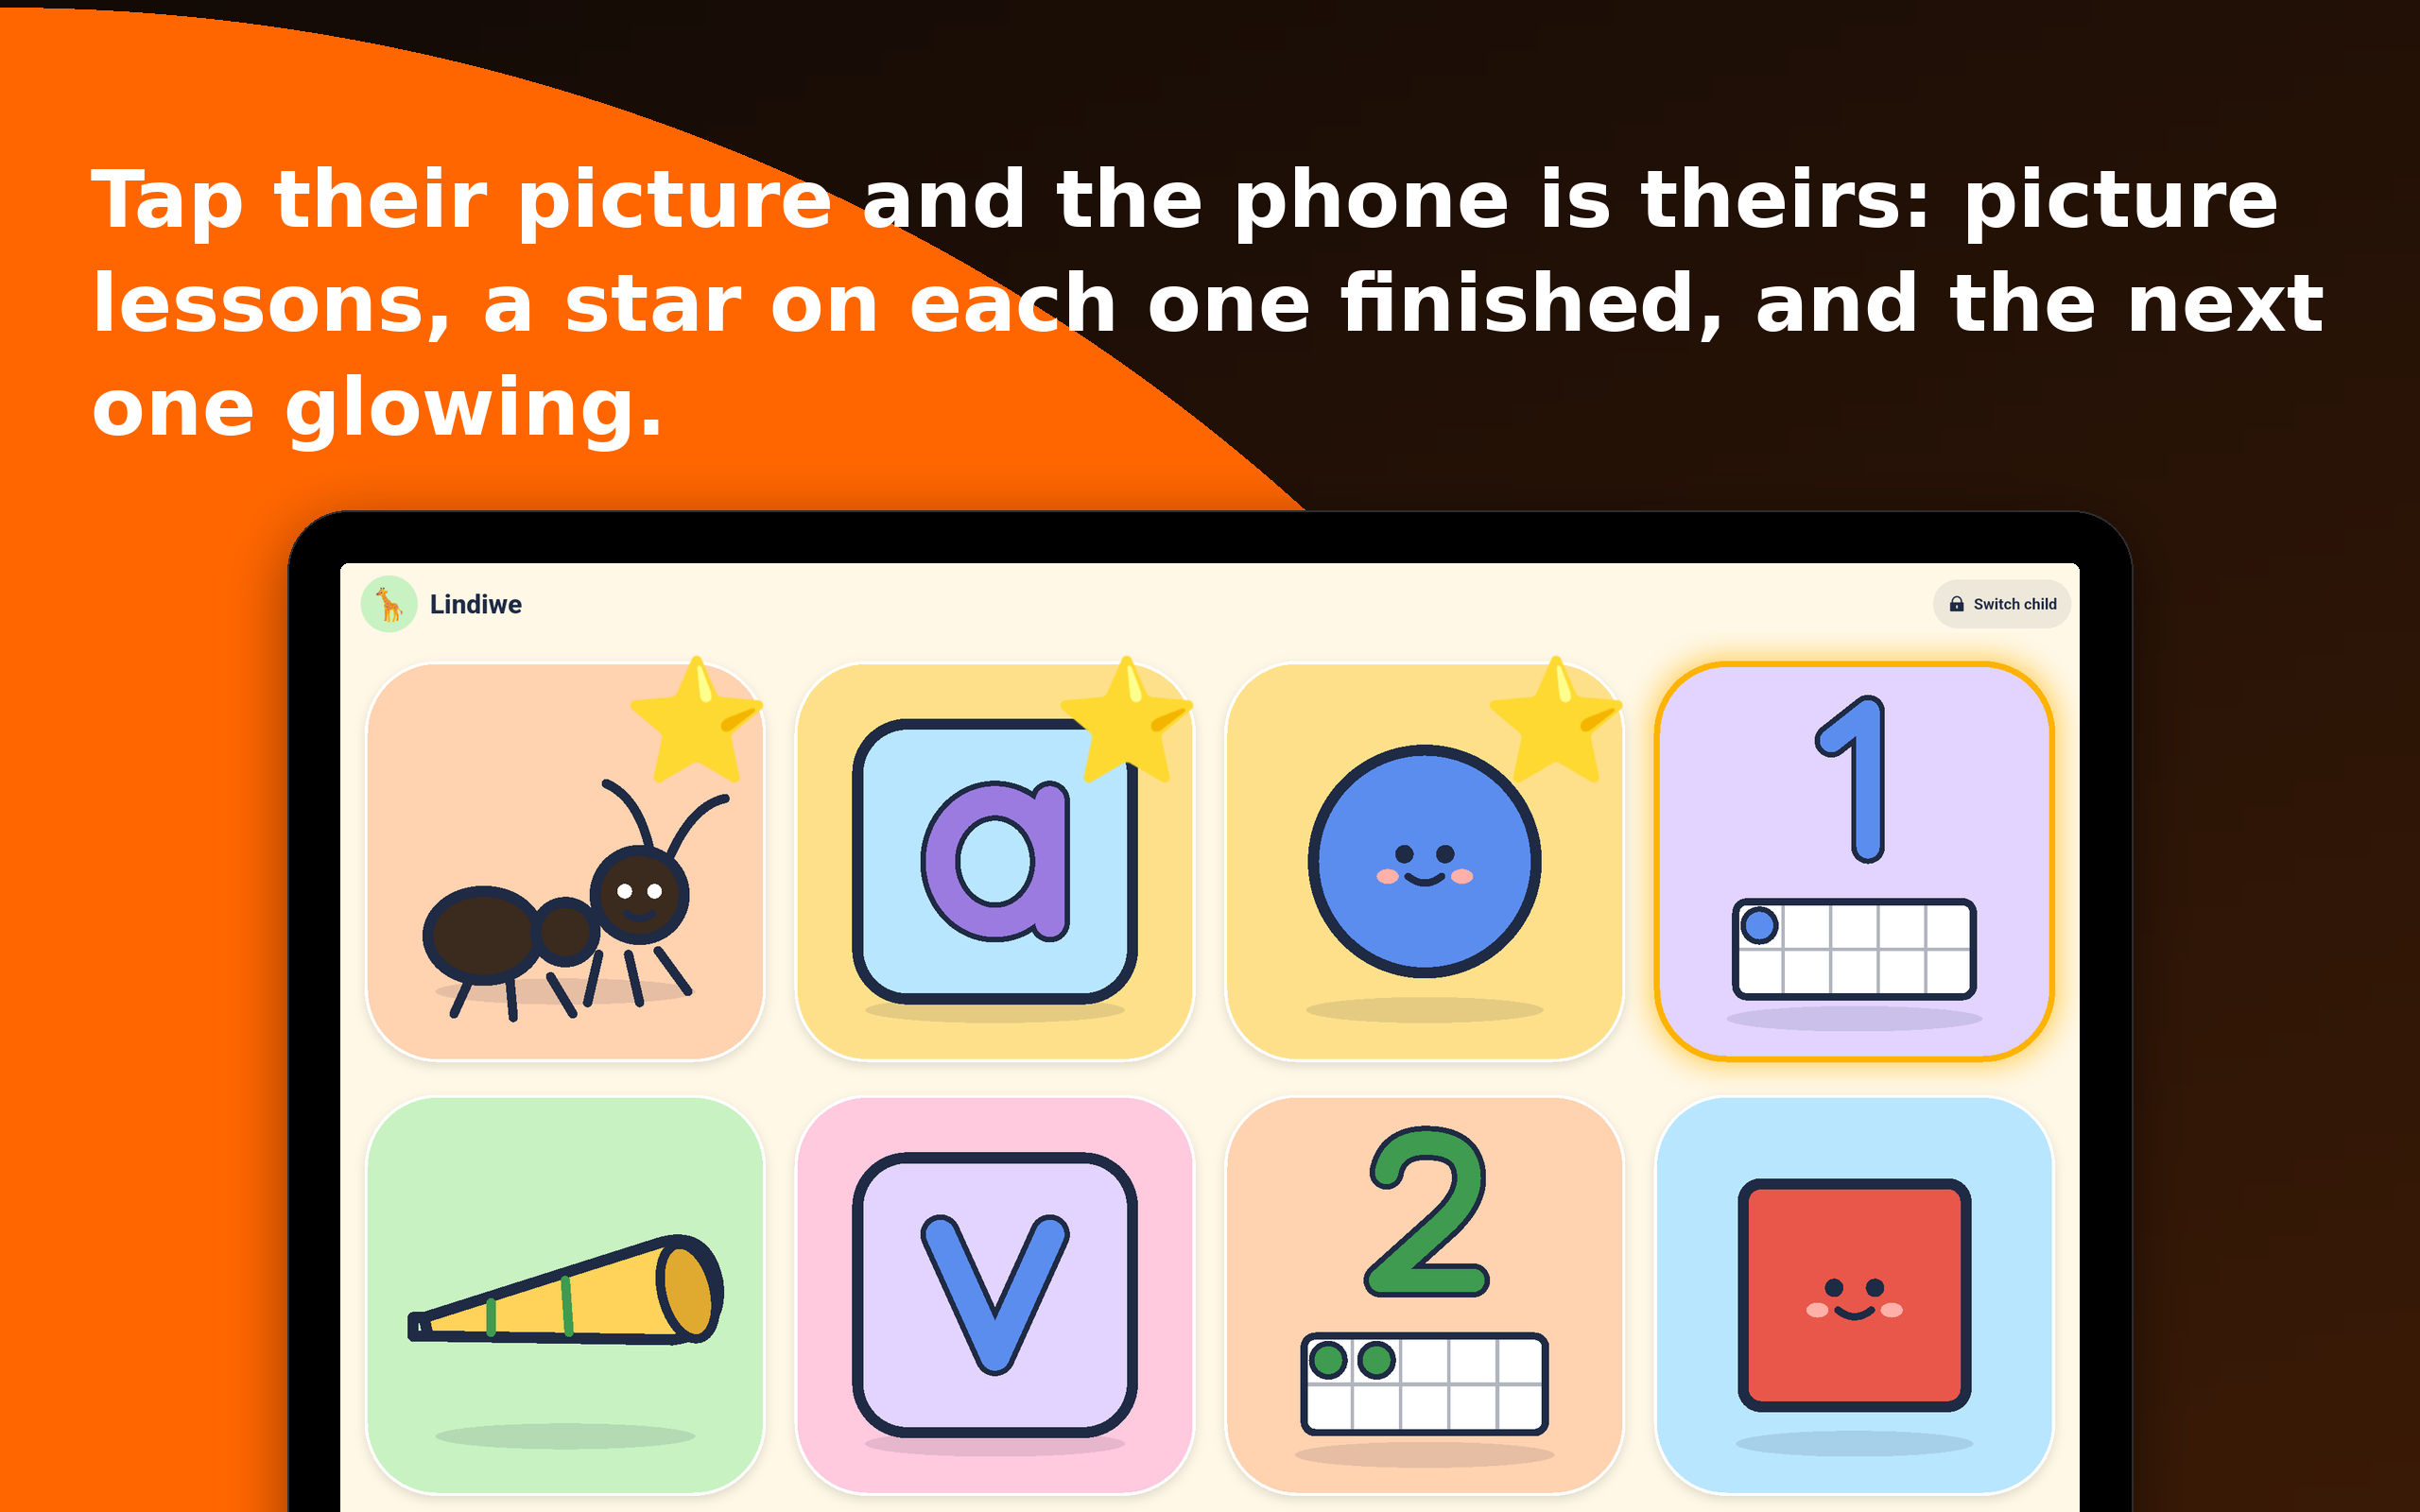 Tap their picture and the phone is theirs: picture
lessons, a star on each one finished, and the next
one glowing.
Lindiwe
Switch child
a
1
v
2